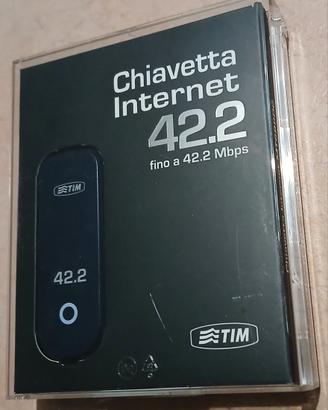 Chiavetta
Internet
42.2
fino a 42.2 Mbps
TIM
42.2
TIM